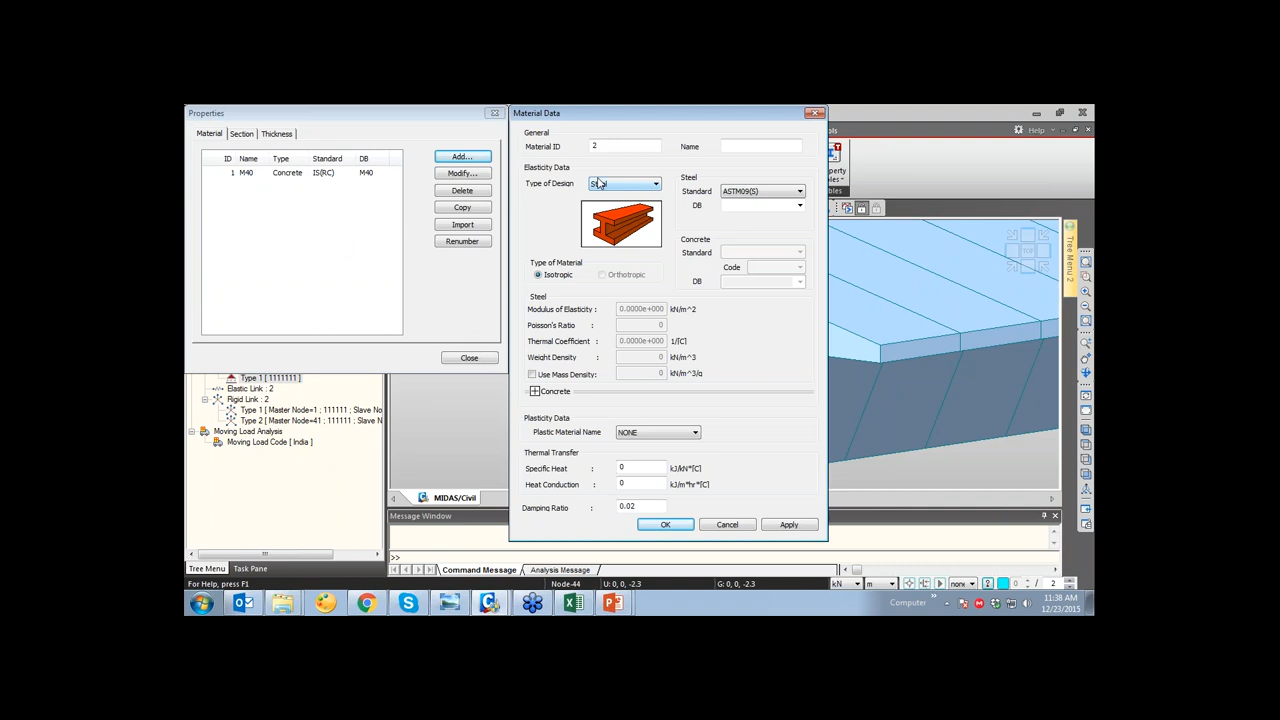 Properties
Material
Section
Thickness
ID Name Type Standard DB
1 M40 Concrete IS(RC) M40
Add...
Modify...
Delete
Copy
Import
Renumber
Close
Type 1 [ 1111111 ]
Elastic Link : 2
Rigid Link : 2
Type 1 [ Master Node=1 ; 111111 ; Slave No
Type 2 [ Master Node=41 ; 111111 ; Slave N
Moving Load Analysis
Moving Load Code [ India ]
Tree Menu
Task Pane
Material Data
General
Material ID 2 Name
Elasticity Data
Type of Design
Steel
Standard ASTM09(S)
DB
Concrete
Standard
Code
DB
Type of Material
Isotropic
Orthotropic
Steel
Modulus of Elasticity : 0.0000e+000 kN/m^2
Poisson's Ratio : 0
Thermal Coefficient : 0.0000e+000 1/[C]
Weight Density : 0 kN/m^3
Use Mass Density: 0 kN/m^3/g
Concrete
Plasticity Data
Plastic Material Name NONE
Thermal Transfer
Specific Heat : 0 kJ/kN*[C]
Heat Conduction : 0 kJ/m*hr*[C]
Damping Ratio : 0.02
OK
Cancel
Apply
Help
TOP
Tree Menu 2
MIDAS/Civil
Message Window
>>
Command Message
Analysis Message
For Help, press F1
Node-44
U: 0, 0, -2.3
G: 0, 0, -2.3
kN
m
non
0
/ 2
Computer
11:38 AM
12/23/2015